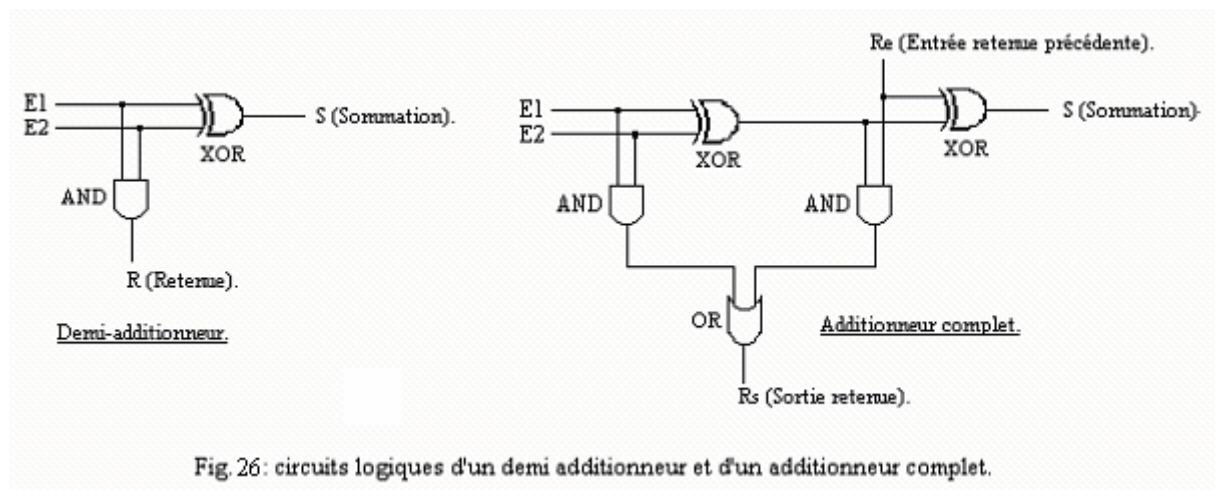 Re (Entrée retenue précédente).
E1
E2
S (Sommation).
XOR
AND
R (Retenue).
Demi-additionneur.
E1
E2
XOR
S (Sommation)
XOR
AND
AND
OR
Additionneur complet.
Rs (Sortie retenue).
Fig. 26: circuits logiques d'un demi additionneur et d'un additionneur complet.